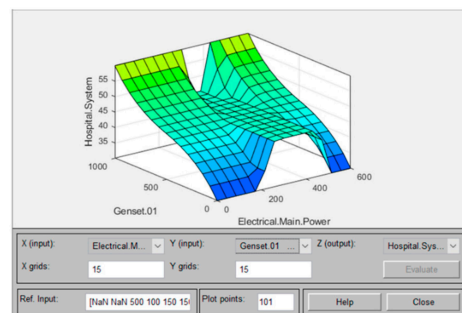 Hospital.System
55
50
45
40
35
1000
500
0
0
200
400
600
Genset.01
Electrical.Main.Power
X (input): Electrical.M... Y (input): Genset.01 ... Z (output): Hospital.Sys...
X grids: 15 Y grids: 15 Evaluate
Ref. Input: [NaN NaN 500 100 150 15 Plot points: 101 Help Close